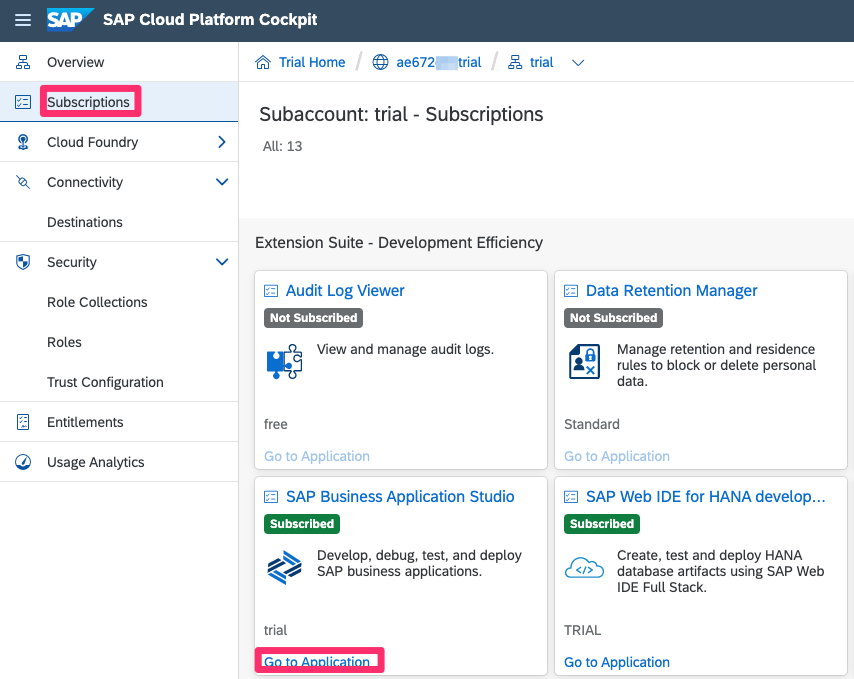 SAP SAP Cloud Platform Cockpit
Overview
Subscriptions
Cloud Foundry
Connectivity
Destinations
Security
Role Collections
Roles
Trust Configuration
Entitlements
Usage Analytics
Trial Home / ae672 trial / trial
Subaccount: trial - Subscriptions
All: 13
Extension Suite - Development Efficiency
Audit Log Viewer
Not Subscribed
View and manage audit logs.
free
Go to Application
Data Retention Manager
Not Subscribed
Manage retention and residence
rules to block or delete personal
data.
Standard
Go to Application
SAP Business Application Studio
Subscribed
Develop, debug, test, and deploy
SAP business applications.
trial
Go to Application
SAP Web IDE for HANA develop...
Subscribed
Create, test and deploy HANA
database artifacts using SAP Web
IDE Full Stack.
TRIAL
Go to Application